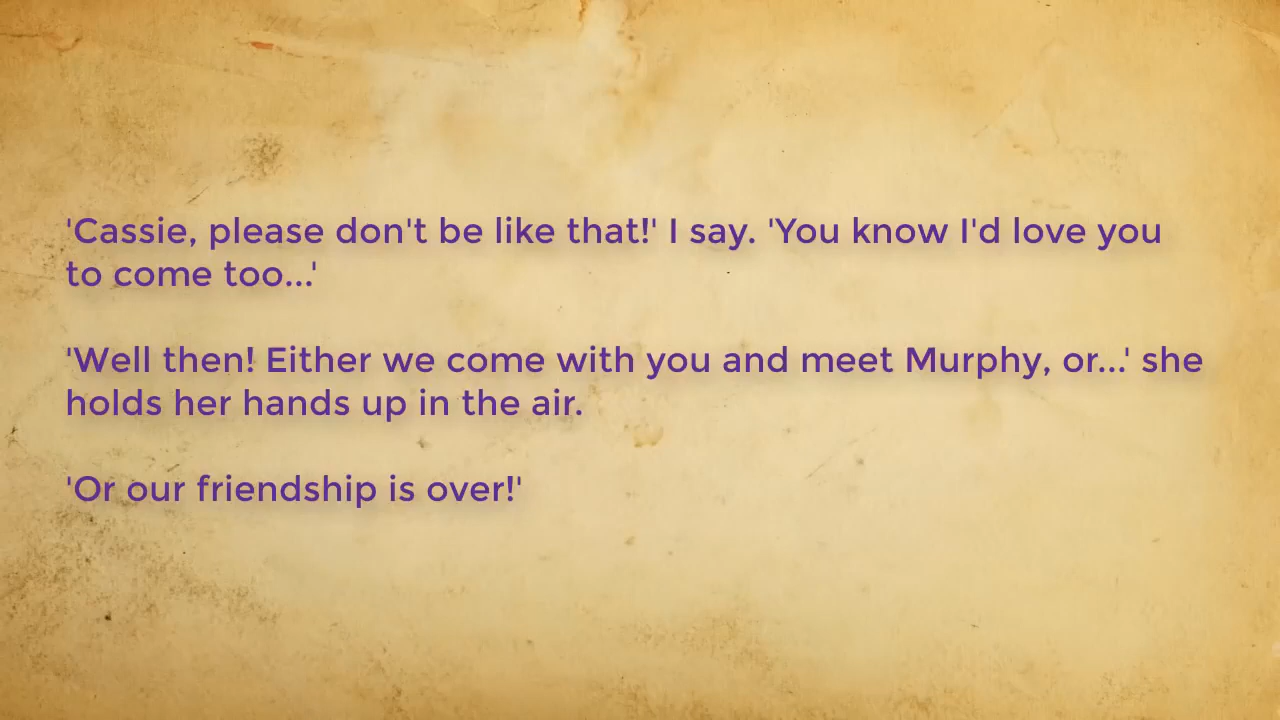 'Cassie, please don't be like that!' I say. 'You know I'd love you
to come too...'
'Well then! Either we come with you and meet Murphy, or...' she
holds her hands up in the air.
'Or our friendship is over!'